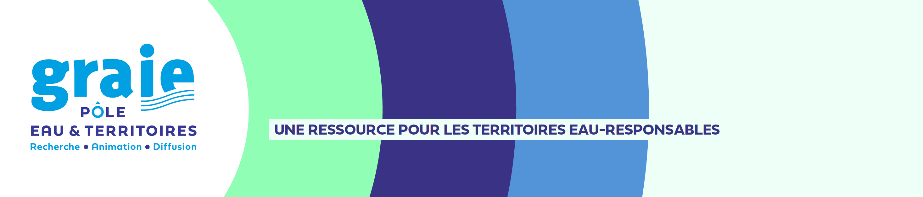 graie
PÔLE
EAU & TERRITOIRES
Recherche • Animation • Diffusion
UNE RESSOURCE POUR LES TERRITOIRES EAU-RESPONSABLES